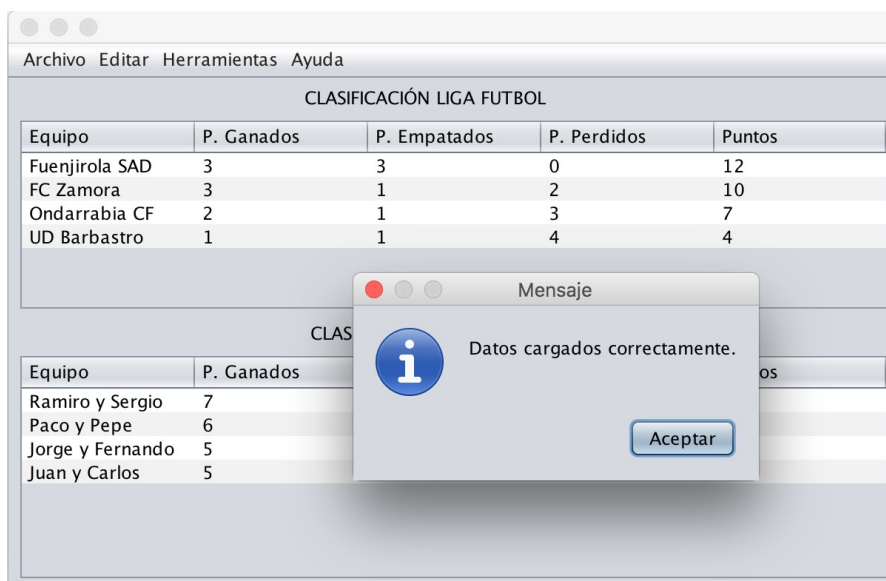 Archivo Editar Herramientas Ayuda
CLASIFICACIÓN LIGA FUTBOL
Equipo P. Ganados P. Empatados P. Perdidos Puntos
Fuenjirola SAD 3 3 0 12
FC Zamora 3 1 2 10
Ondarrabia CF 2 1 3 7
UD Barbastro 1 1 4 4
Mensaje
Datos cargados correctamente.
Aceptar
CLAS
Equipo P. Ganados os
Ramiro y Sergio 7
Paco y Pepe 6
Jorge y Fernando 5
Juan y Carlos 5